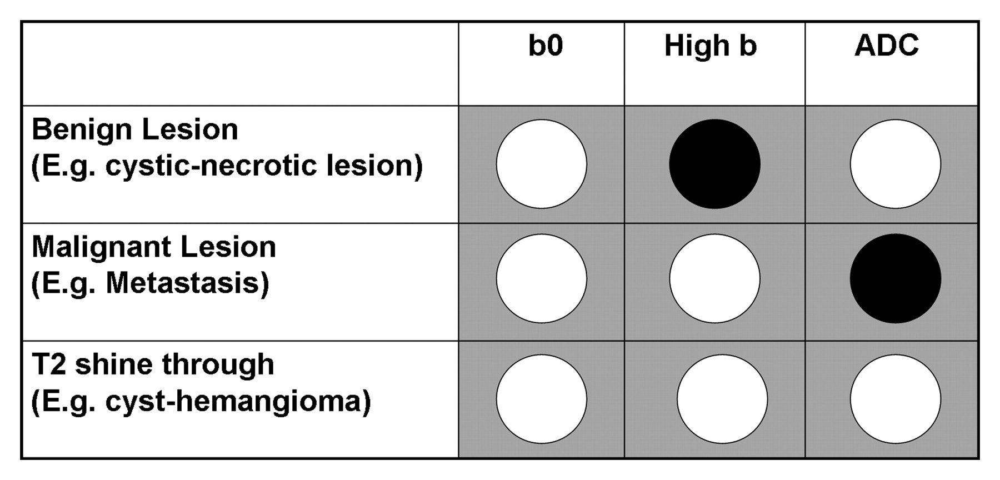 b0 High b ADC
Benign Lesion
(E.g. cystic-necrotic lesion)
Malignant Lesion
(E.g. Metastasis)
T2 shine through
(E.g. cyst-hemangioma)